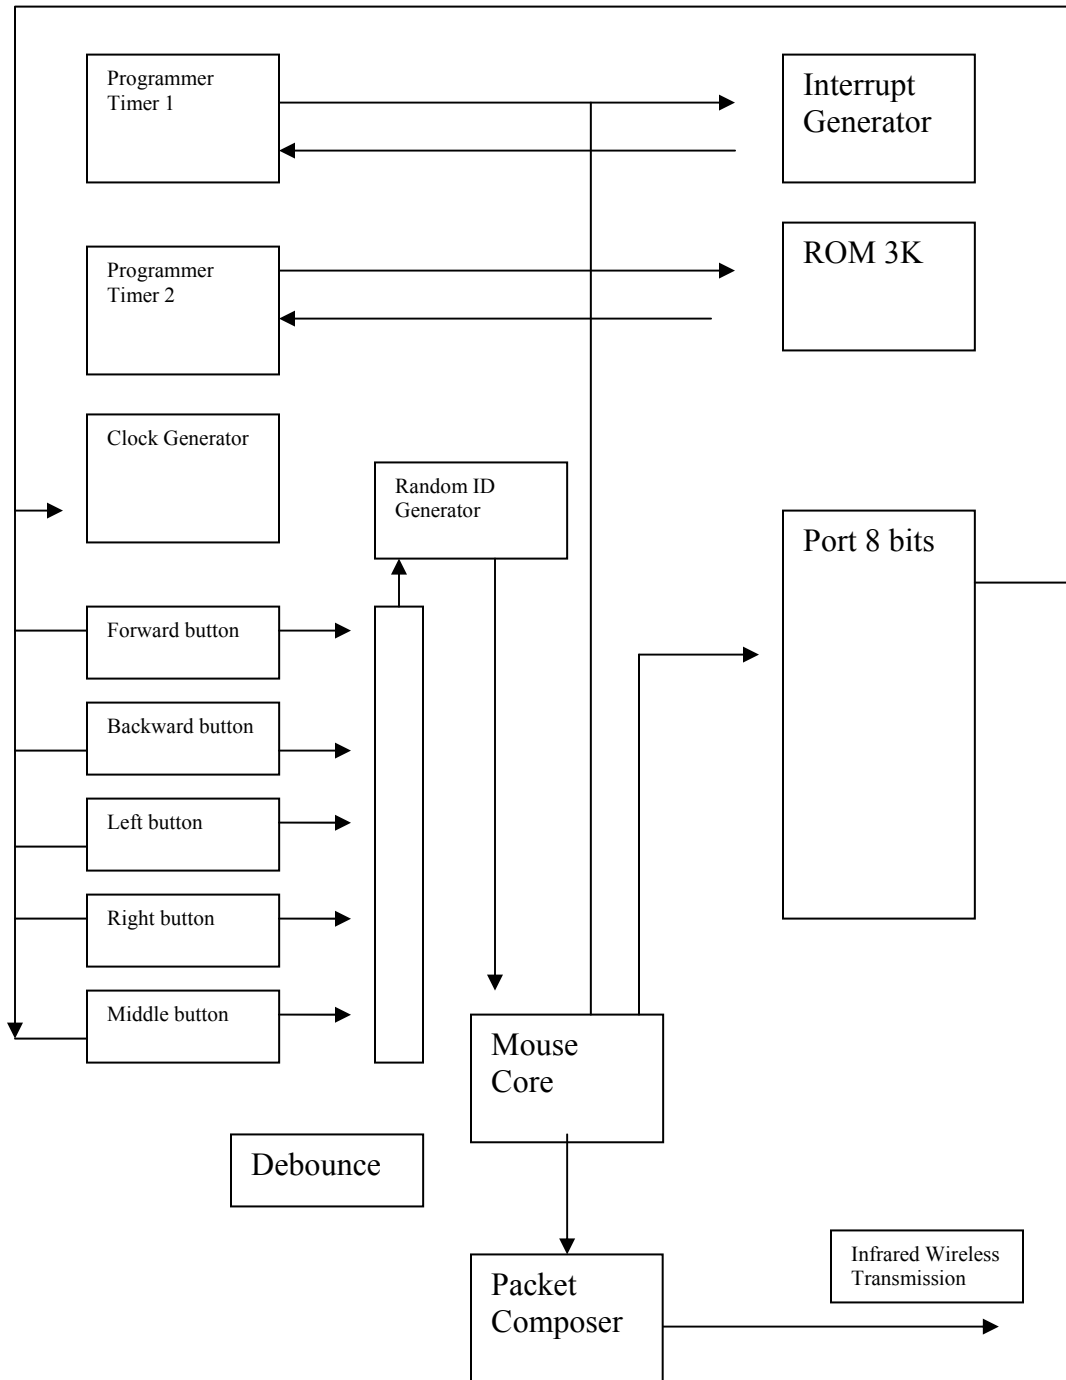 Programmer
Timer 1
Interrupt
Generator
Programmer
Timer 2
ROM 3K
Clock Generator
Random ID
Generator
Port 8 bits
Forward button
Backward button
Left button
Right button
Middle button
Mouse
Core
Debounce
Infrared Wireless
Transmission
Packet
Composer